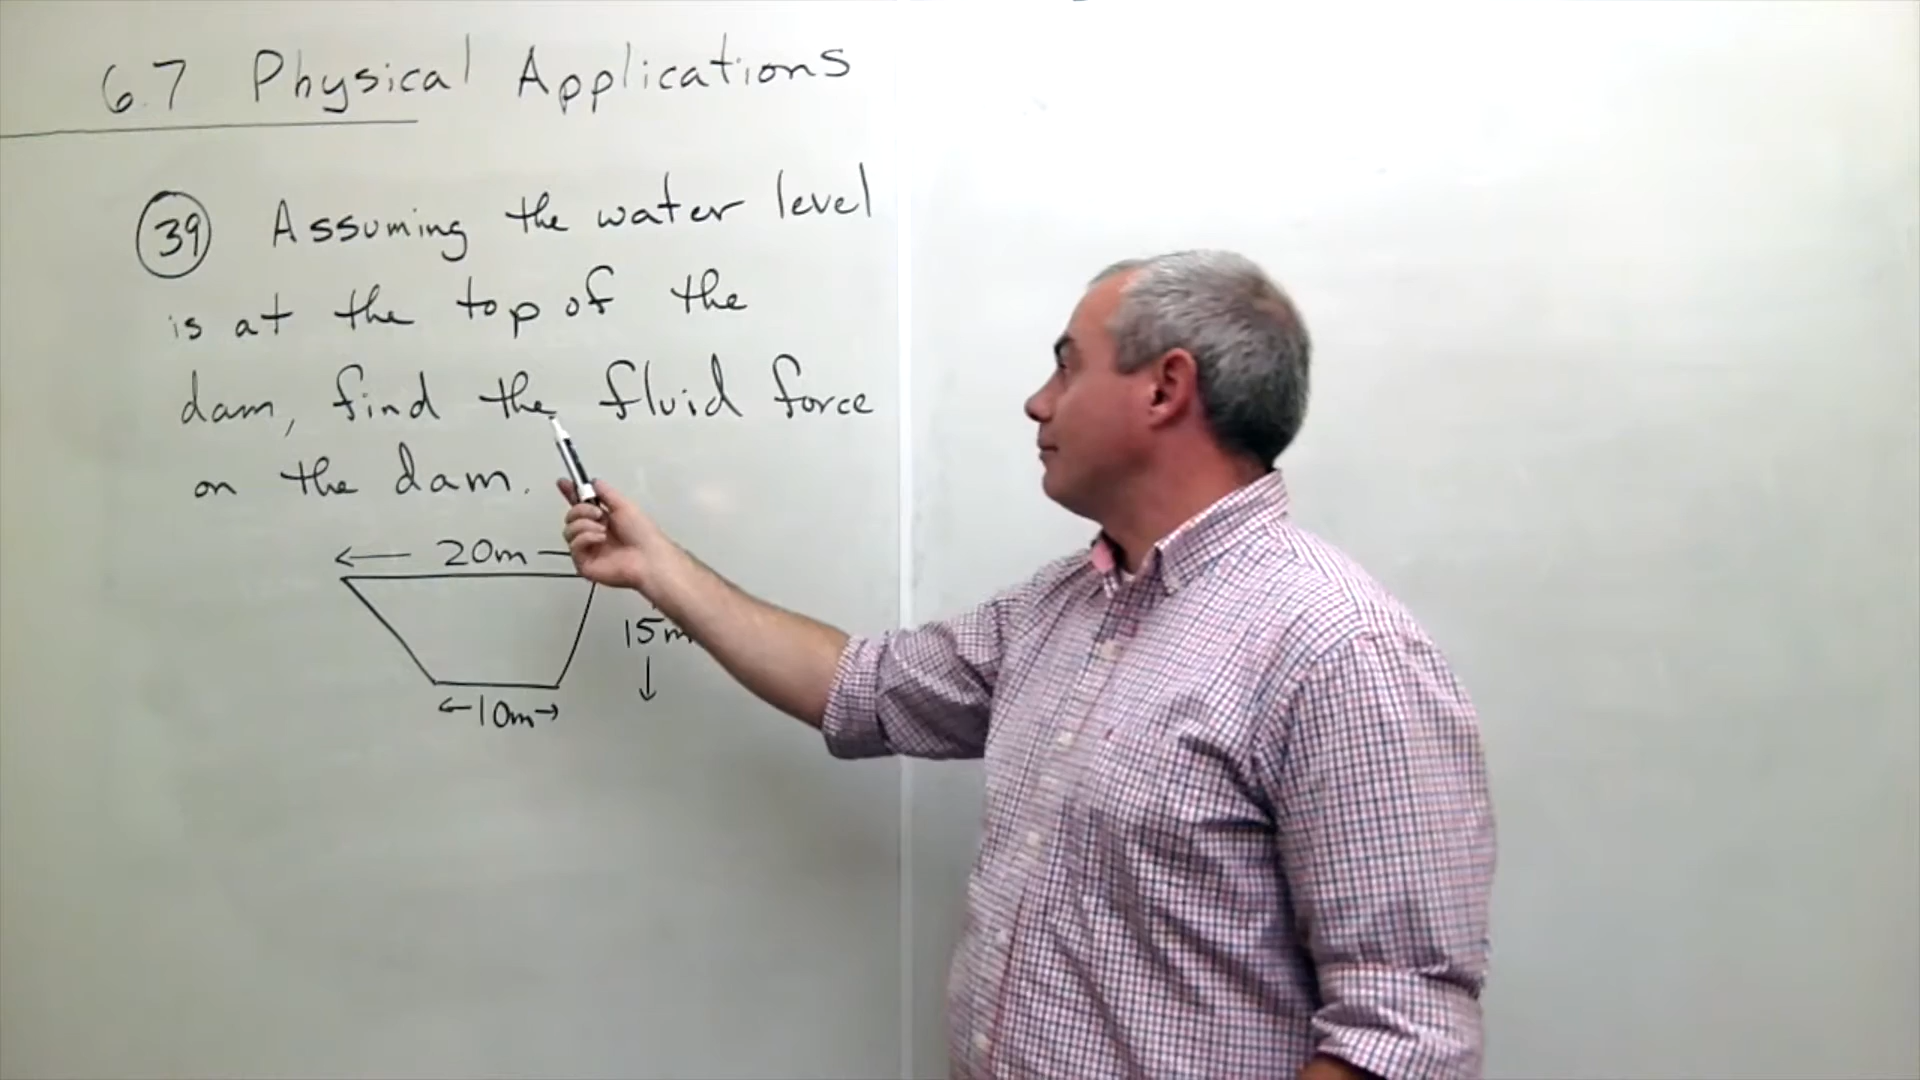 6.7 Physical Applications
39 Assuming the water level
is at the top of the
dam, find the fluid force
on the dam.
20m
15m
10m